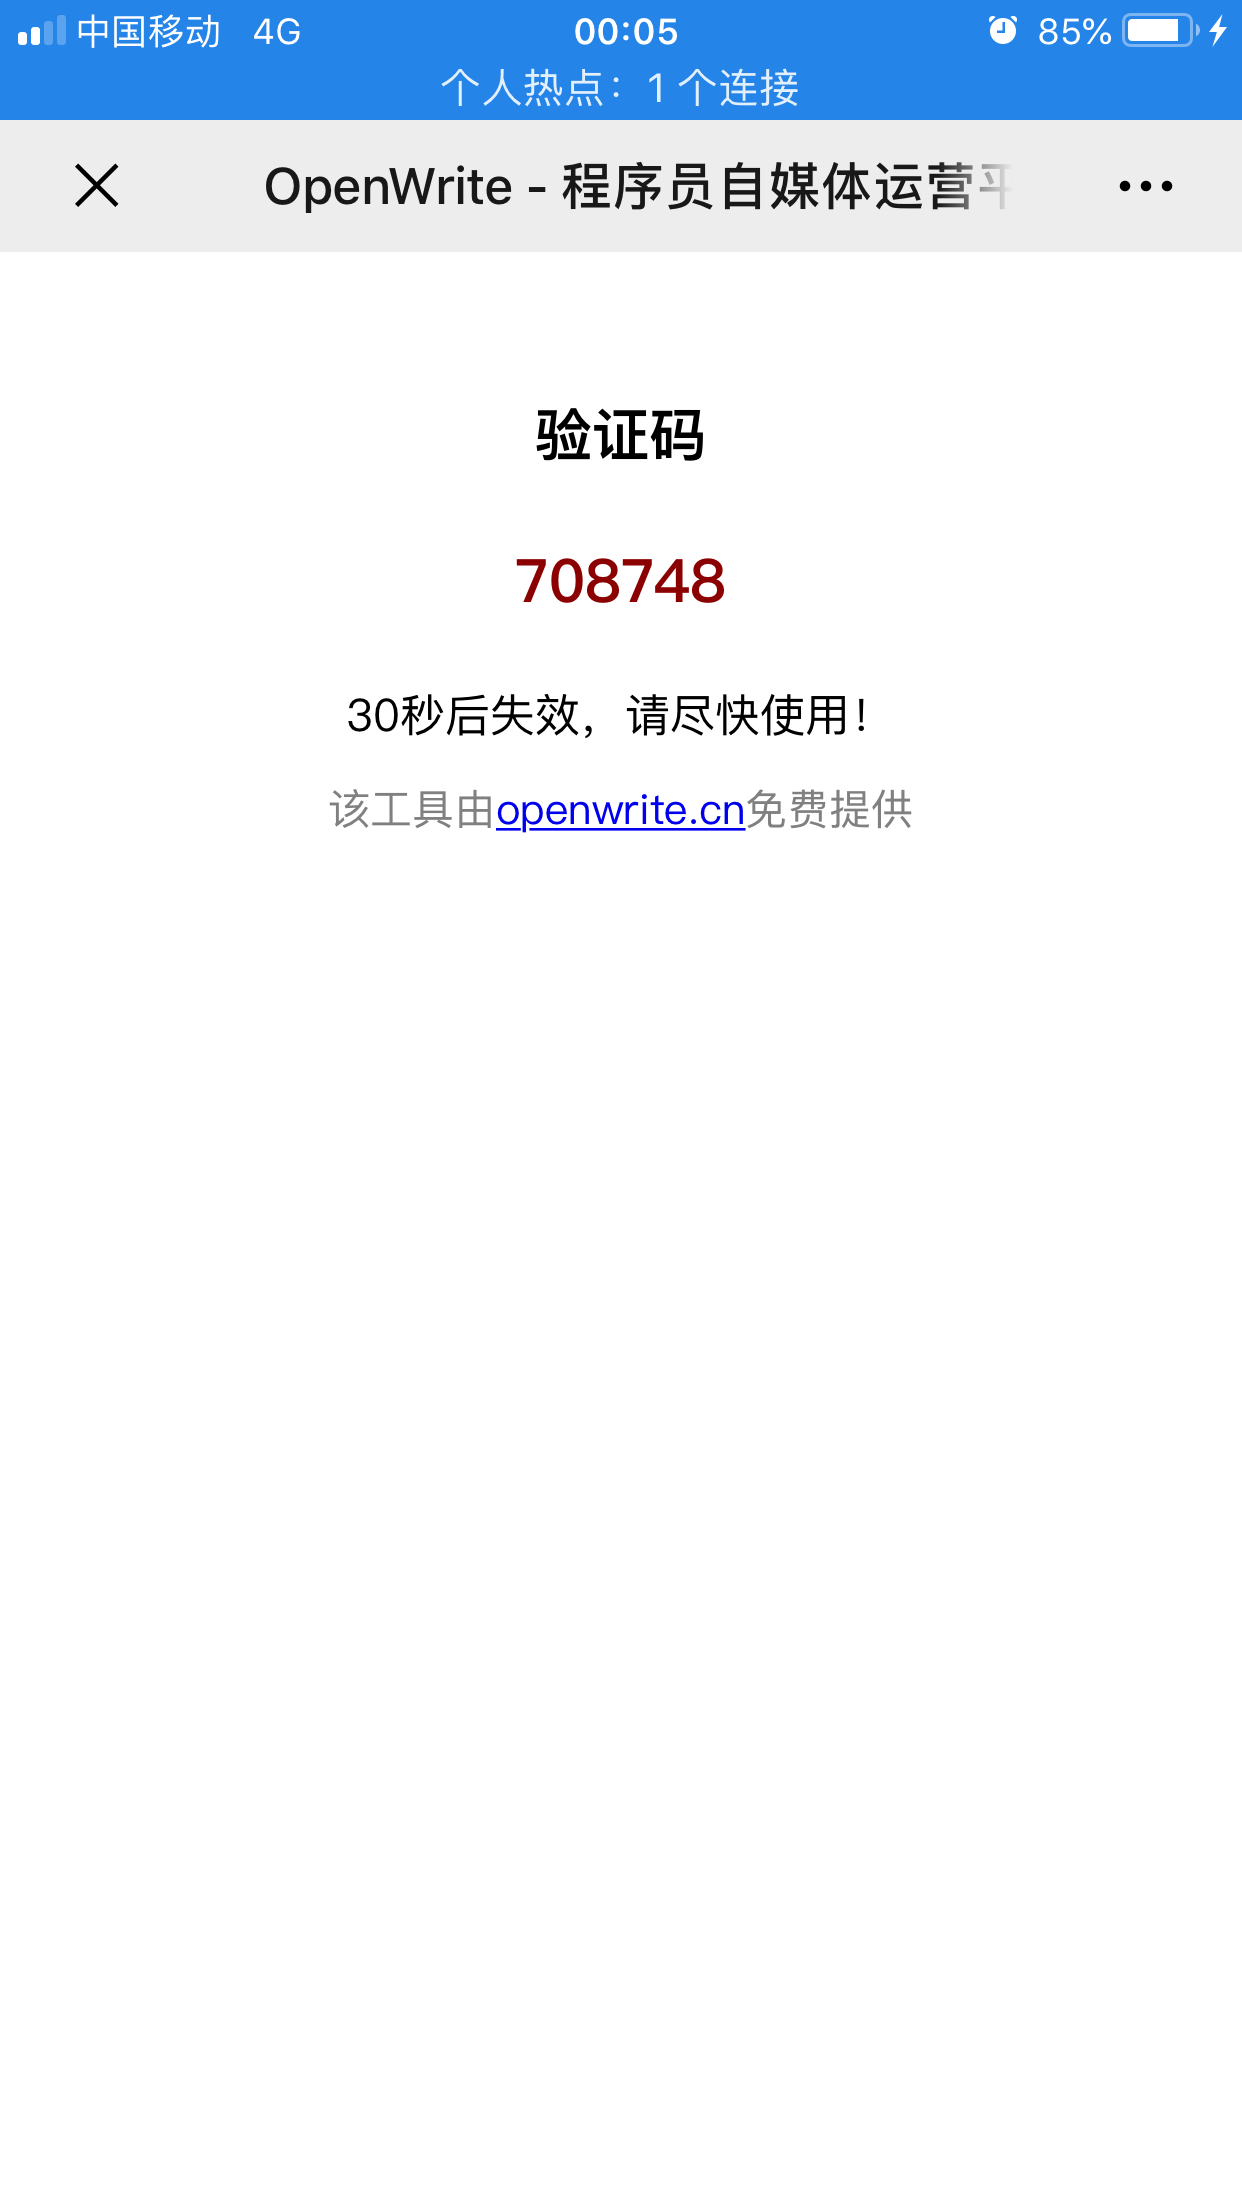 中国移动 4G 00:05 85%
个人热点：1 个连接
OpenWrite - 程序员自媒体运营平
验证码
708748
30秒后失效，请尽快使用！
该工具由openwrite.cn免费提供